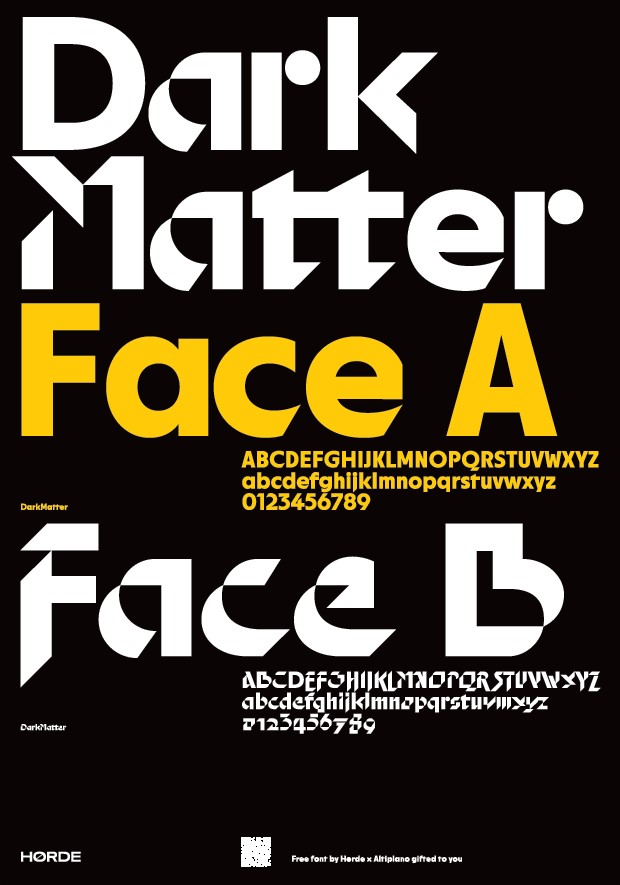 Dark
Matter
Face A
ABCDEFGHIJKLMNOPQRSTUVWXYZ
abcdefghijklmnopqrstuvwxyz
0123456789
DarkMatter
Face B
ABCDEFGHIJKLMNOPQRSTUVWXYZ
abcdefghijklmnopqrstuvwxyz
0123456789
DarkMatter
HØRDE
Free font by Hørde x Altiplano gifted to you